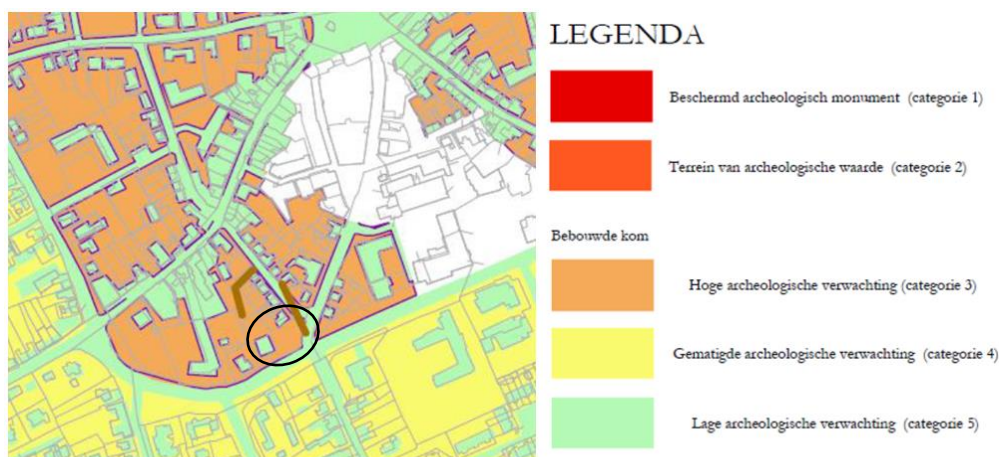 LEGENDA
Beschermd archeologisch monument (categorie 1)
Terrein van archeologische waarde (categorie 2)
Bebouwde kom
Hoge archeologische verwachting (categorie 3)
Gematigde archeologische verwachting (categorie 4)
Lage archeologische verwachting (categorie 5)